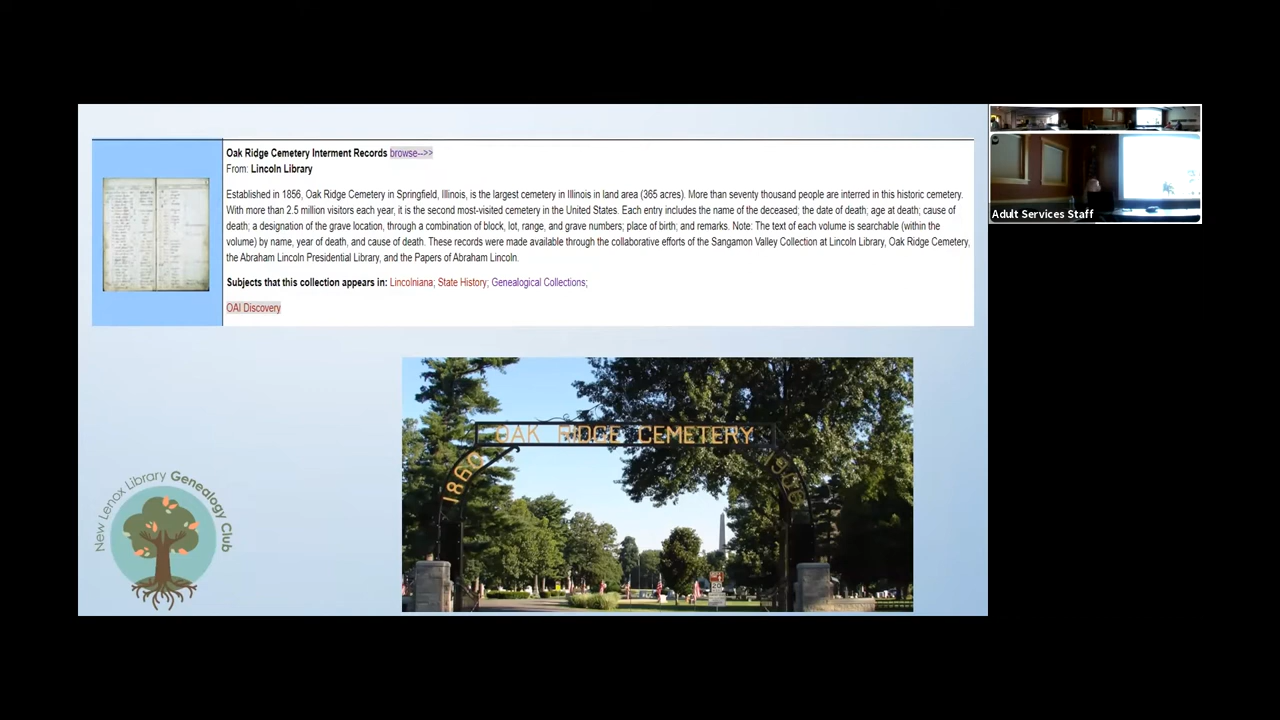 Oak Ridge Cemetery Interment Records browse-->>
From: Lincoln Library
Established in 1856, Oak Ridge Cemetery in Springfield, Illinois, is the largest cemetery in Illinois in land area (365 acres). More than seventy thousand people are interred in this historic cemetery.
With more than 2.5 million visitors each year, it is the second most-visited cemetery in the United States. Each entry includes the name of the deceased; the date of death; age at death; cause of
death; a designation of the grave location, through a combination of block, lot, range, and grave numbers; place of birth; and remarks. Note: The text of each volume is searchable (within the
volume) by name, year of death, and cause of death. These records were made available through the collaborative efforts of the Sangamon Valley Collection at Lincoln Library, Oak Ridge Cemetery,
the Abraham Lincoln Presidential Library, and the Papers of Abraham Lincoln.
Subjects that this collection appears in: Lincolniana; State History; Genealogical Collections;
OAI Discovery
Adult Services Staff
OAK RIDGE CEMETERY
1860
1906
New Lenox Library Genealogy Club